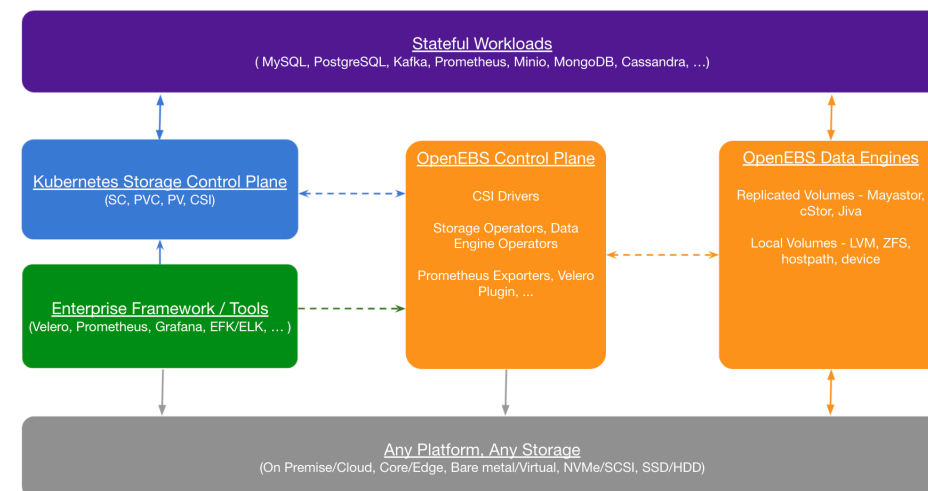 Stateful Workloads
( MySQL, PostgreSQL, Kafka, Prometheus, Minio, MongoDB, Cassandra, …)
Kubernetes Storage Control Plane
(SC, PVC, PV, CSI)
Enterprise Framework / Tools
(Velero, Prometheus, Grafana, EFK/ELK, … )
OpenEBS Control Plane
CSI Drivers
Storage Operators, Data
Engine Operators
Prometheus Exporters, Velero
Plugin, ...
OpenEBS Data Engines
Replicated Volumes - Mayastor,
cStor, Jiva
Local Volumes - LVM, ZFS,
hostpath, device
Any Platform, Any Storage
(On Premise/Cloud, Core/Edge, Bare metal/Virtual, NVMe/SCSI, SSD/HDD)